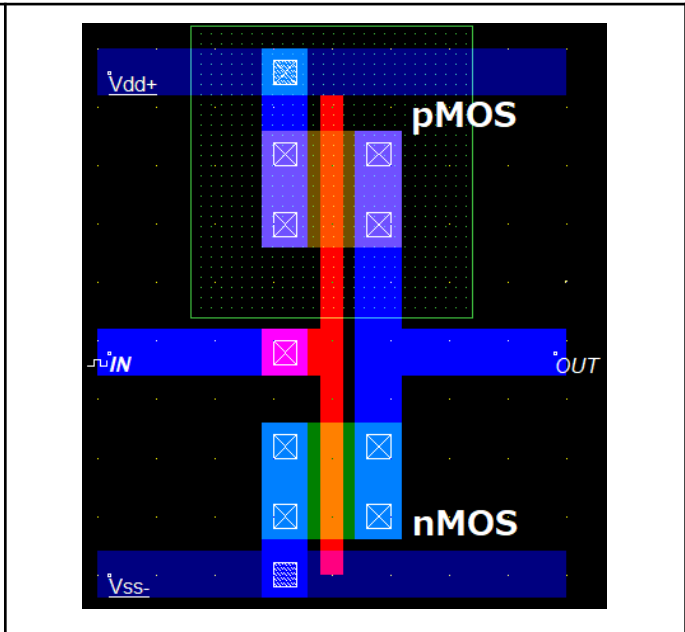 Vdd+
pMOS
IN
OUT
nMOS
Vss-